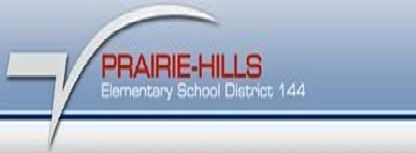 PRAIRIE-HILLS
Elementary School District 144